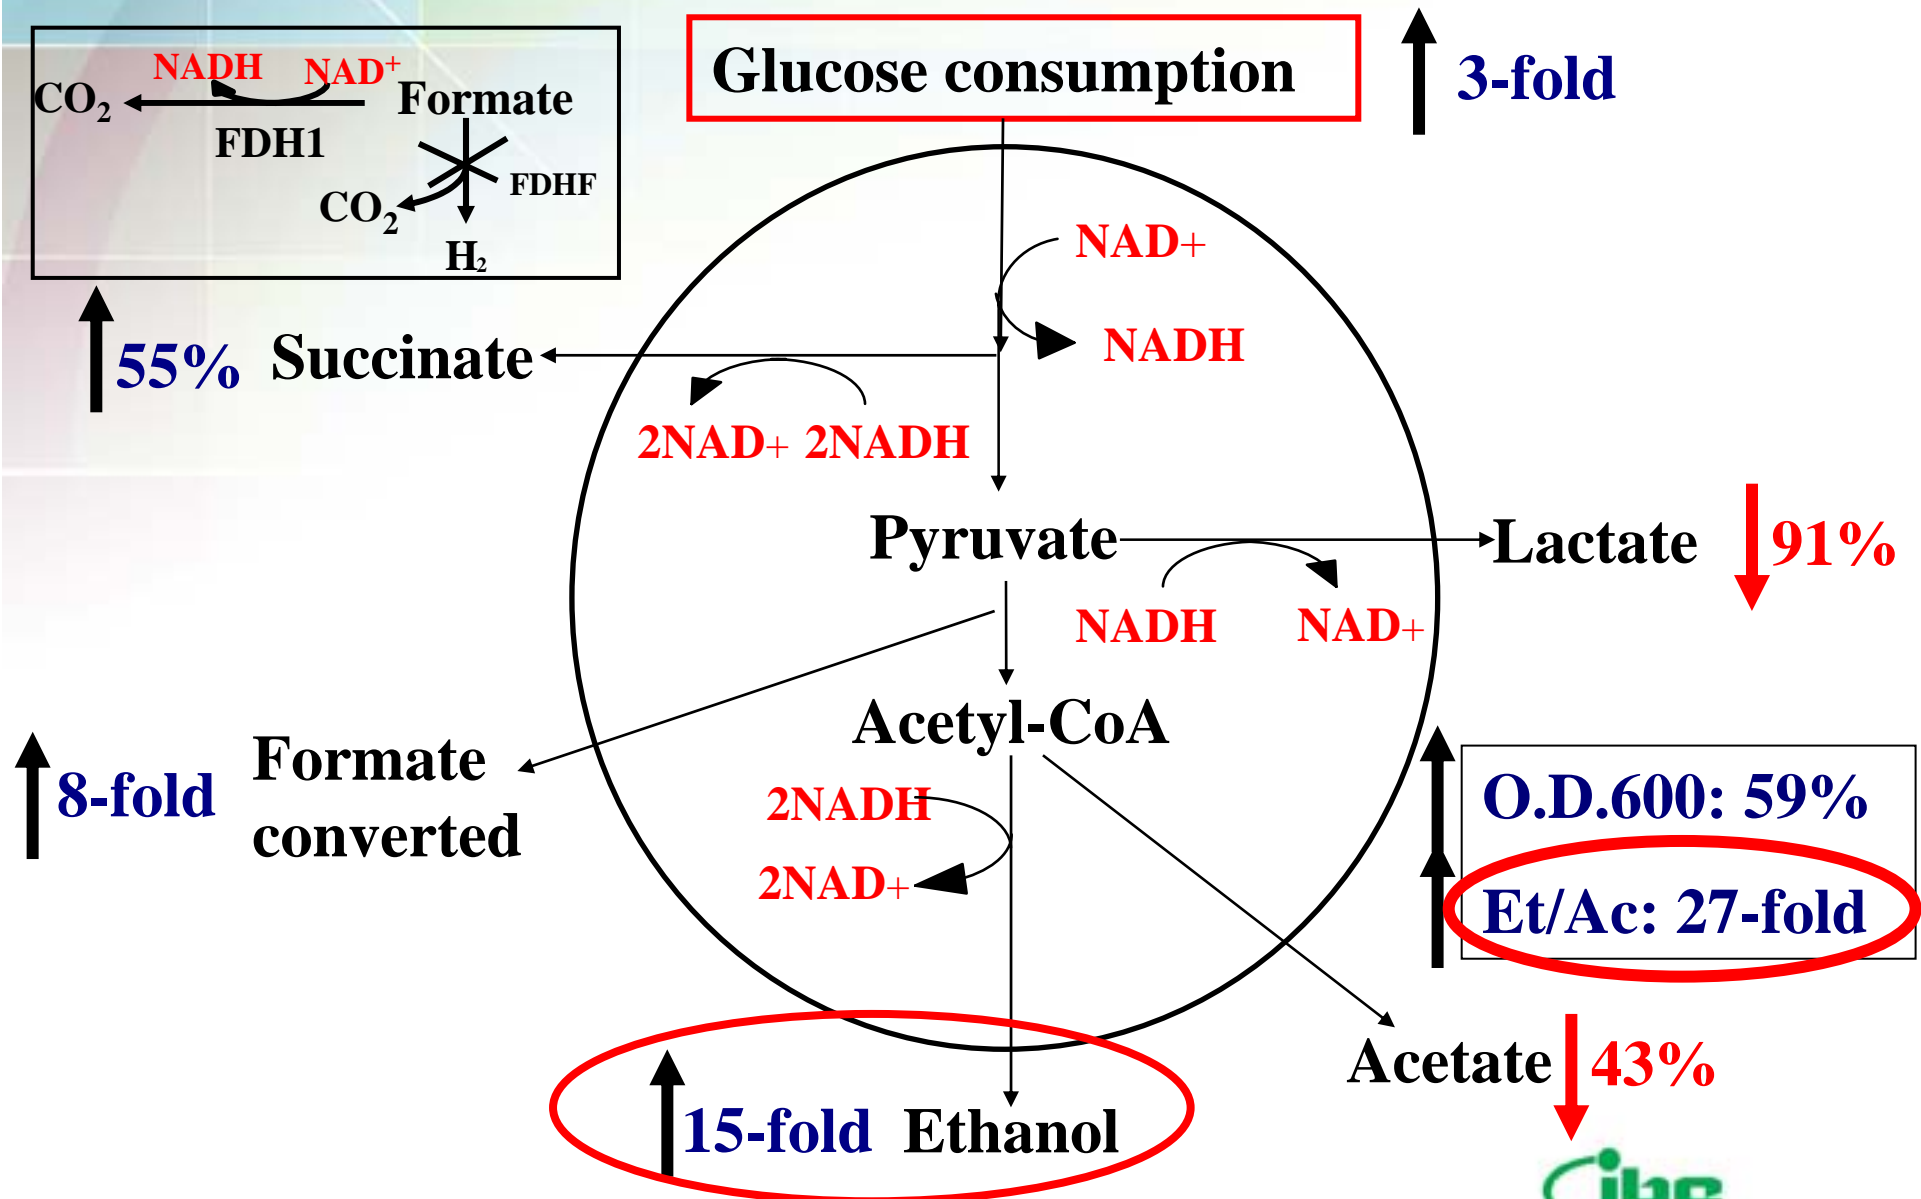 Glucose consumption
3-fold
NADH NAD+
CO2 Formate
FDH1
FDHF
CO2
H2
NAD+
NADH
55% Succinate
2NAD+ 2NADH
Pyruvate
Lactate 91%
NADH NAD+
Acetyl-CoA
8-fold
Formate
converted
2NADH
2NAD+
O.D.600: 59%
Et/Ac: 27-fold
Acetate 43%
15-fold Ethanol